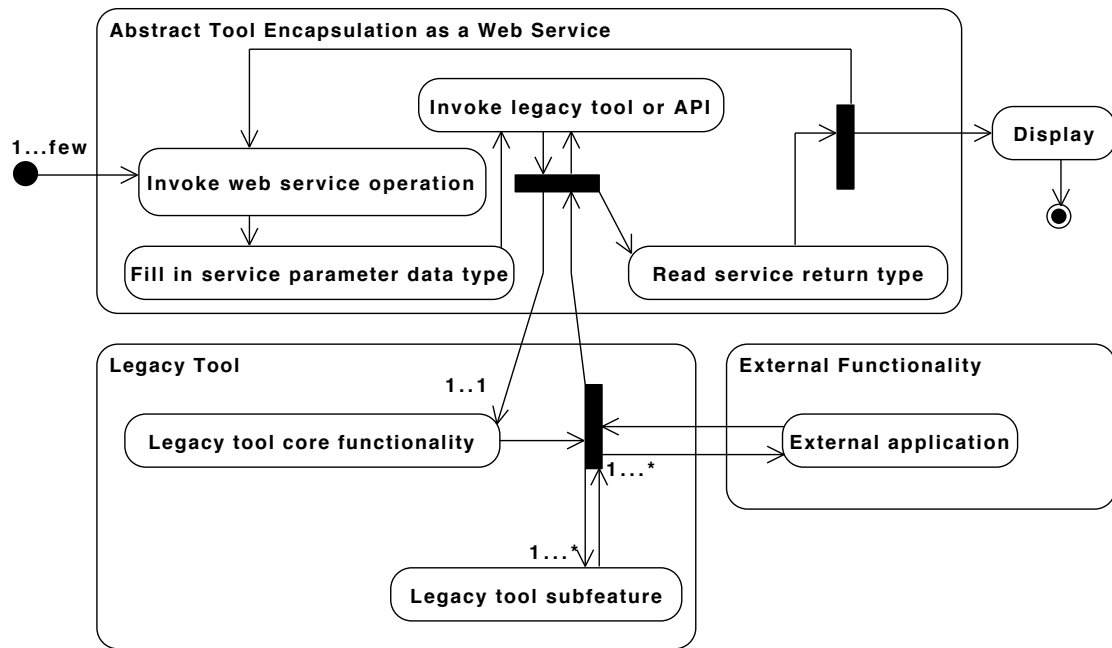 Abstract Tool Encapsulation as a Web Service
Invoke legacy tool or API
1...few
Display
Invoke web service operation
Fill in service parameter data type
Read service return type
Legacy Tool
External Functionality
1..1
Legacy tool core functionality
External application
1...*
1...*
Legacy tool subfeature